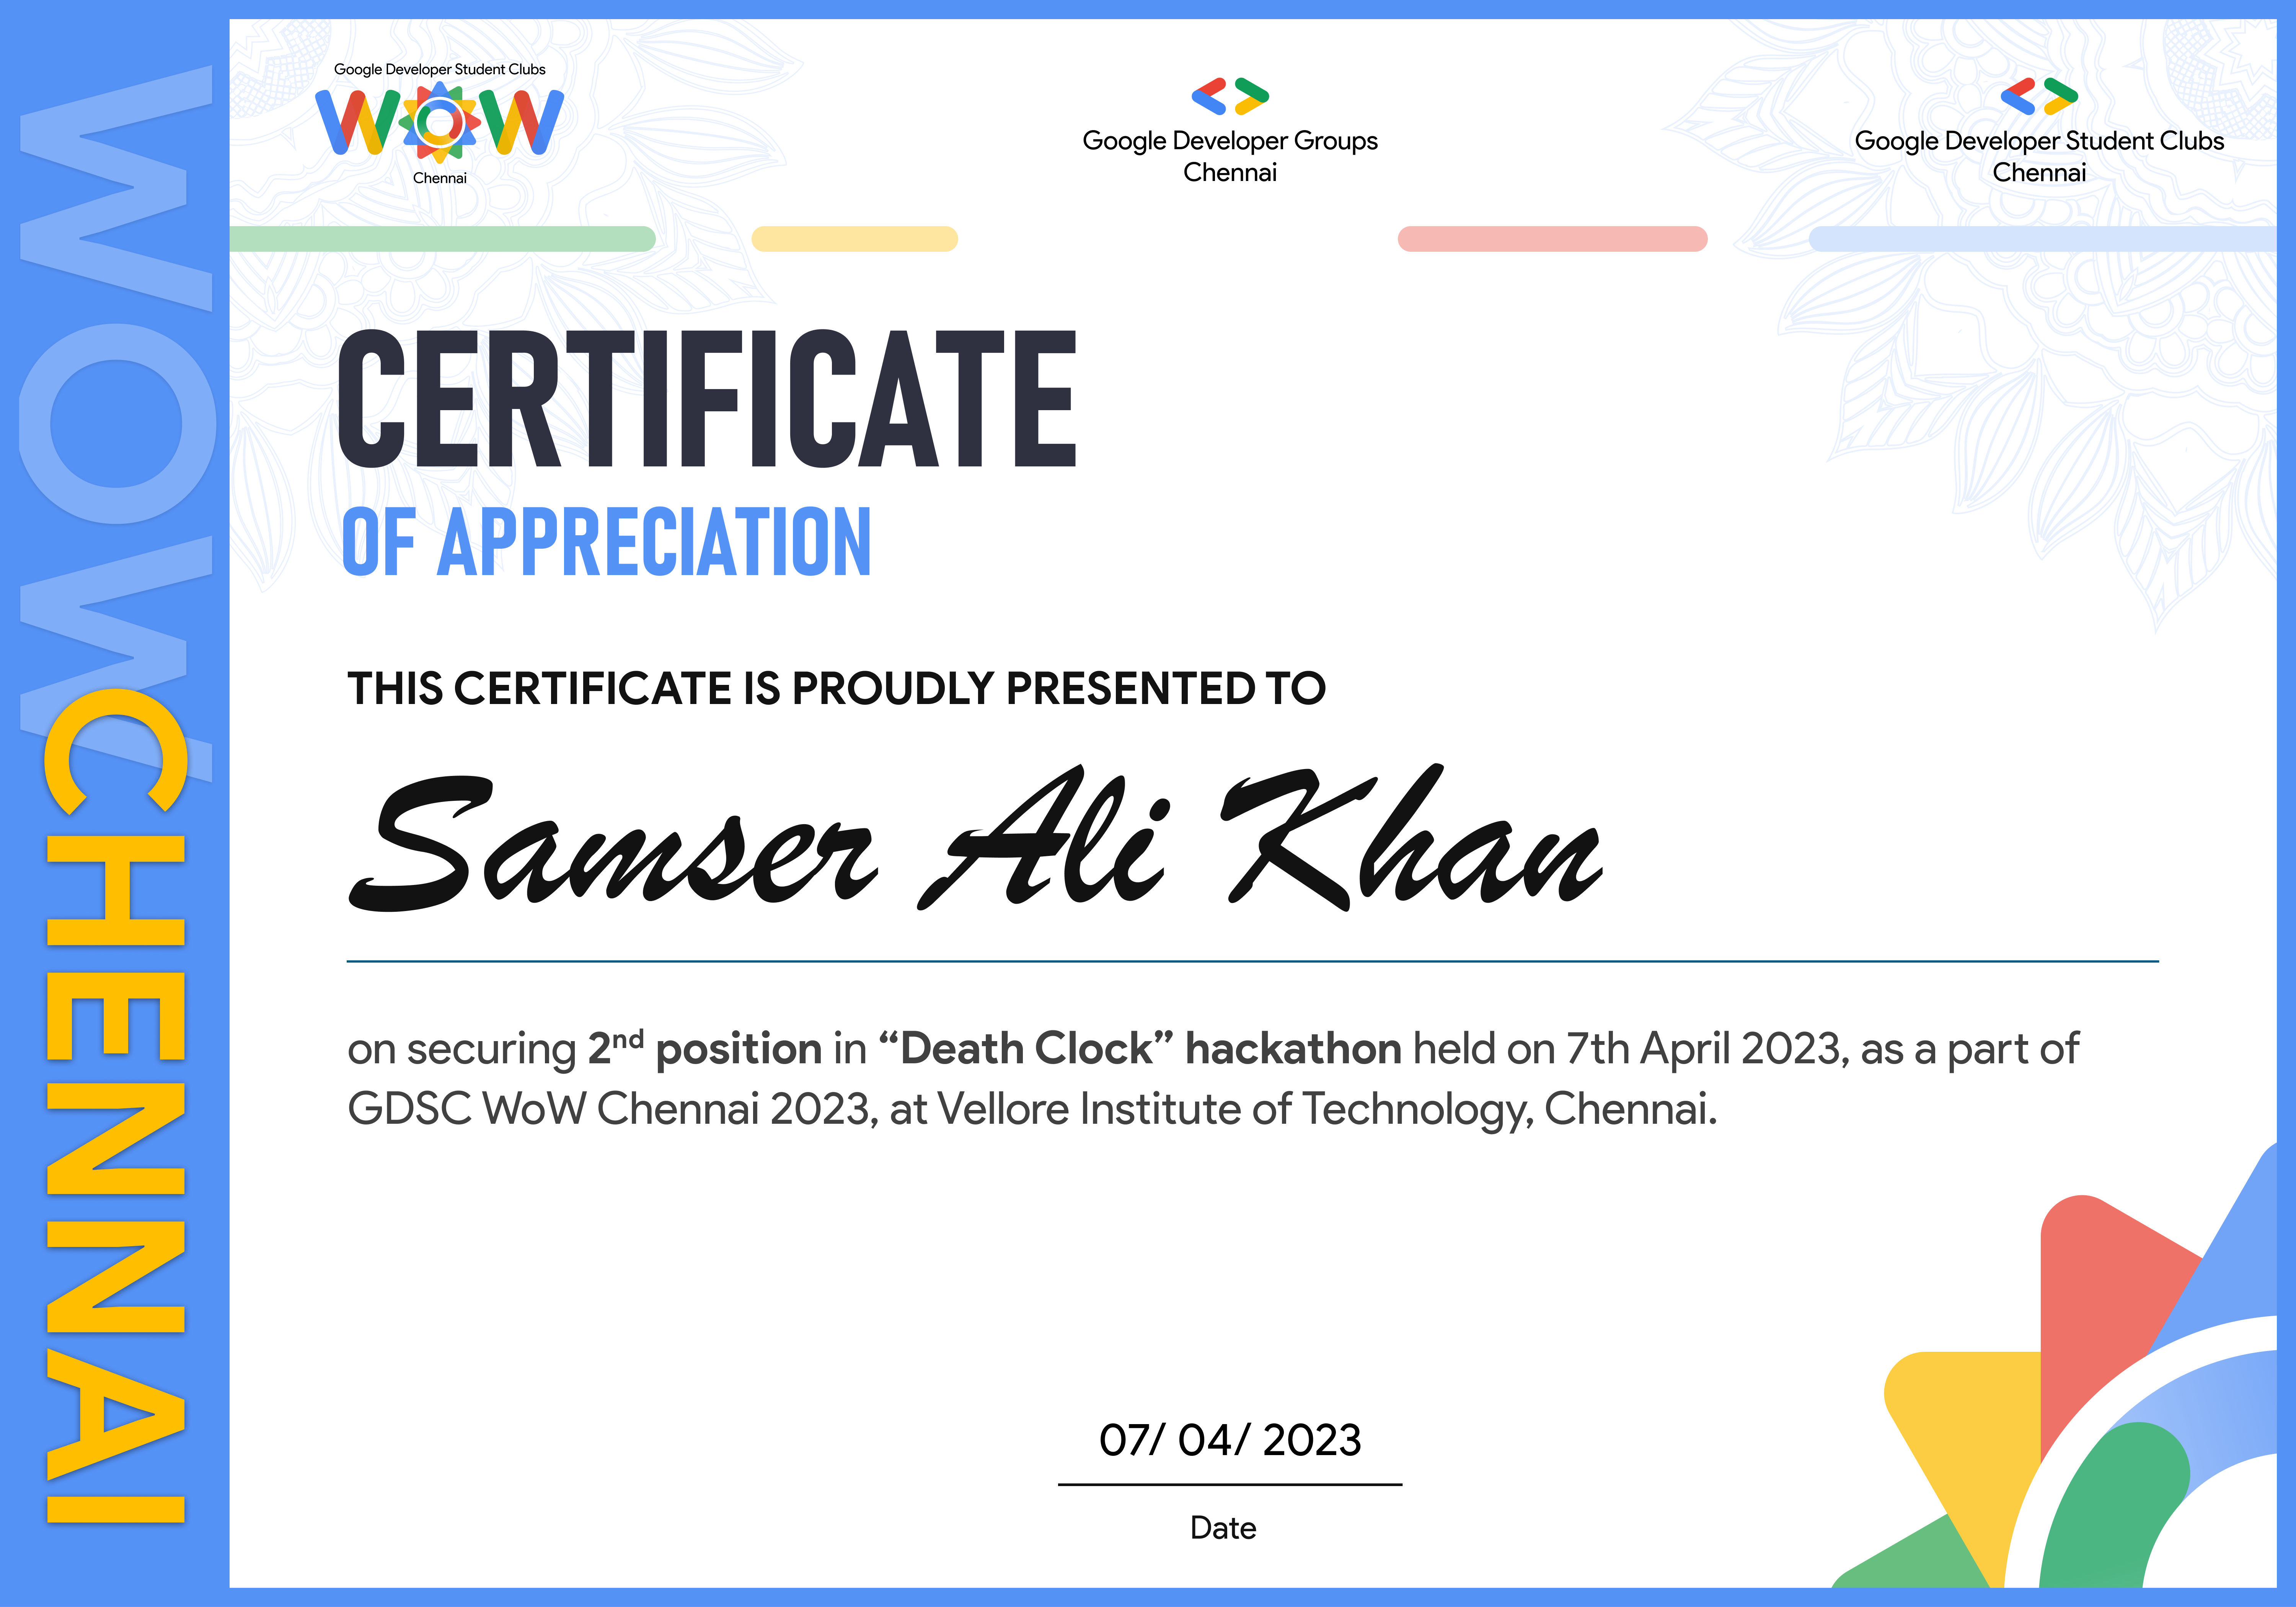 WOW
CHENNAI
Google Developer Student Clubs
WOW
Chennai
Google Developer Groups
Chennai
Google Developer Student Clubs
Chennai
CERTIFICATE
OF APPRECIATION
THIS CERTIFICATE IS PROUDLY PRESENTED TO
Samser Ali Khan
on securing 2nd position in “Death Clock” hackathon held on 7th April 2023, as a part of
GDSC WoW Chennai 2023, at Vellore Institute of Technology, Chennai.
07/ 04/ 2023
Date